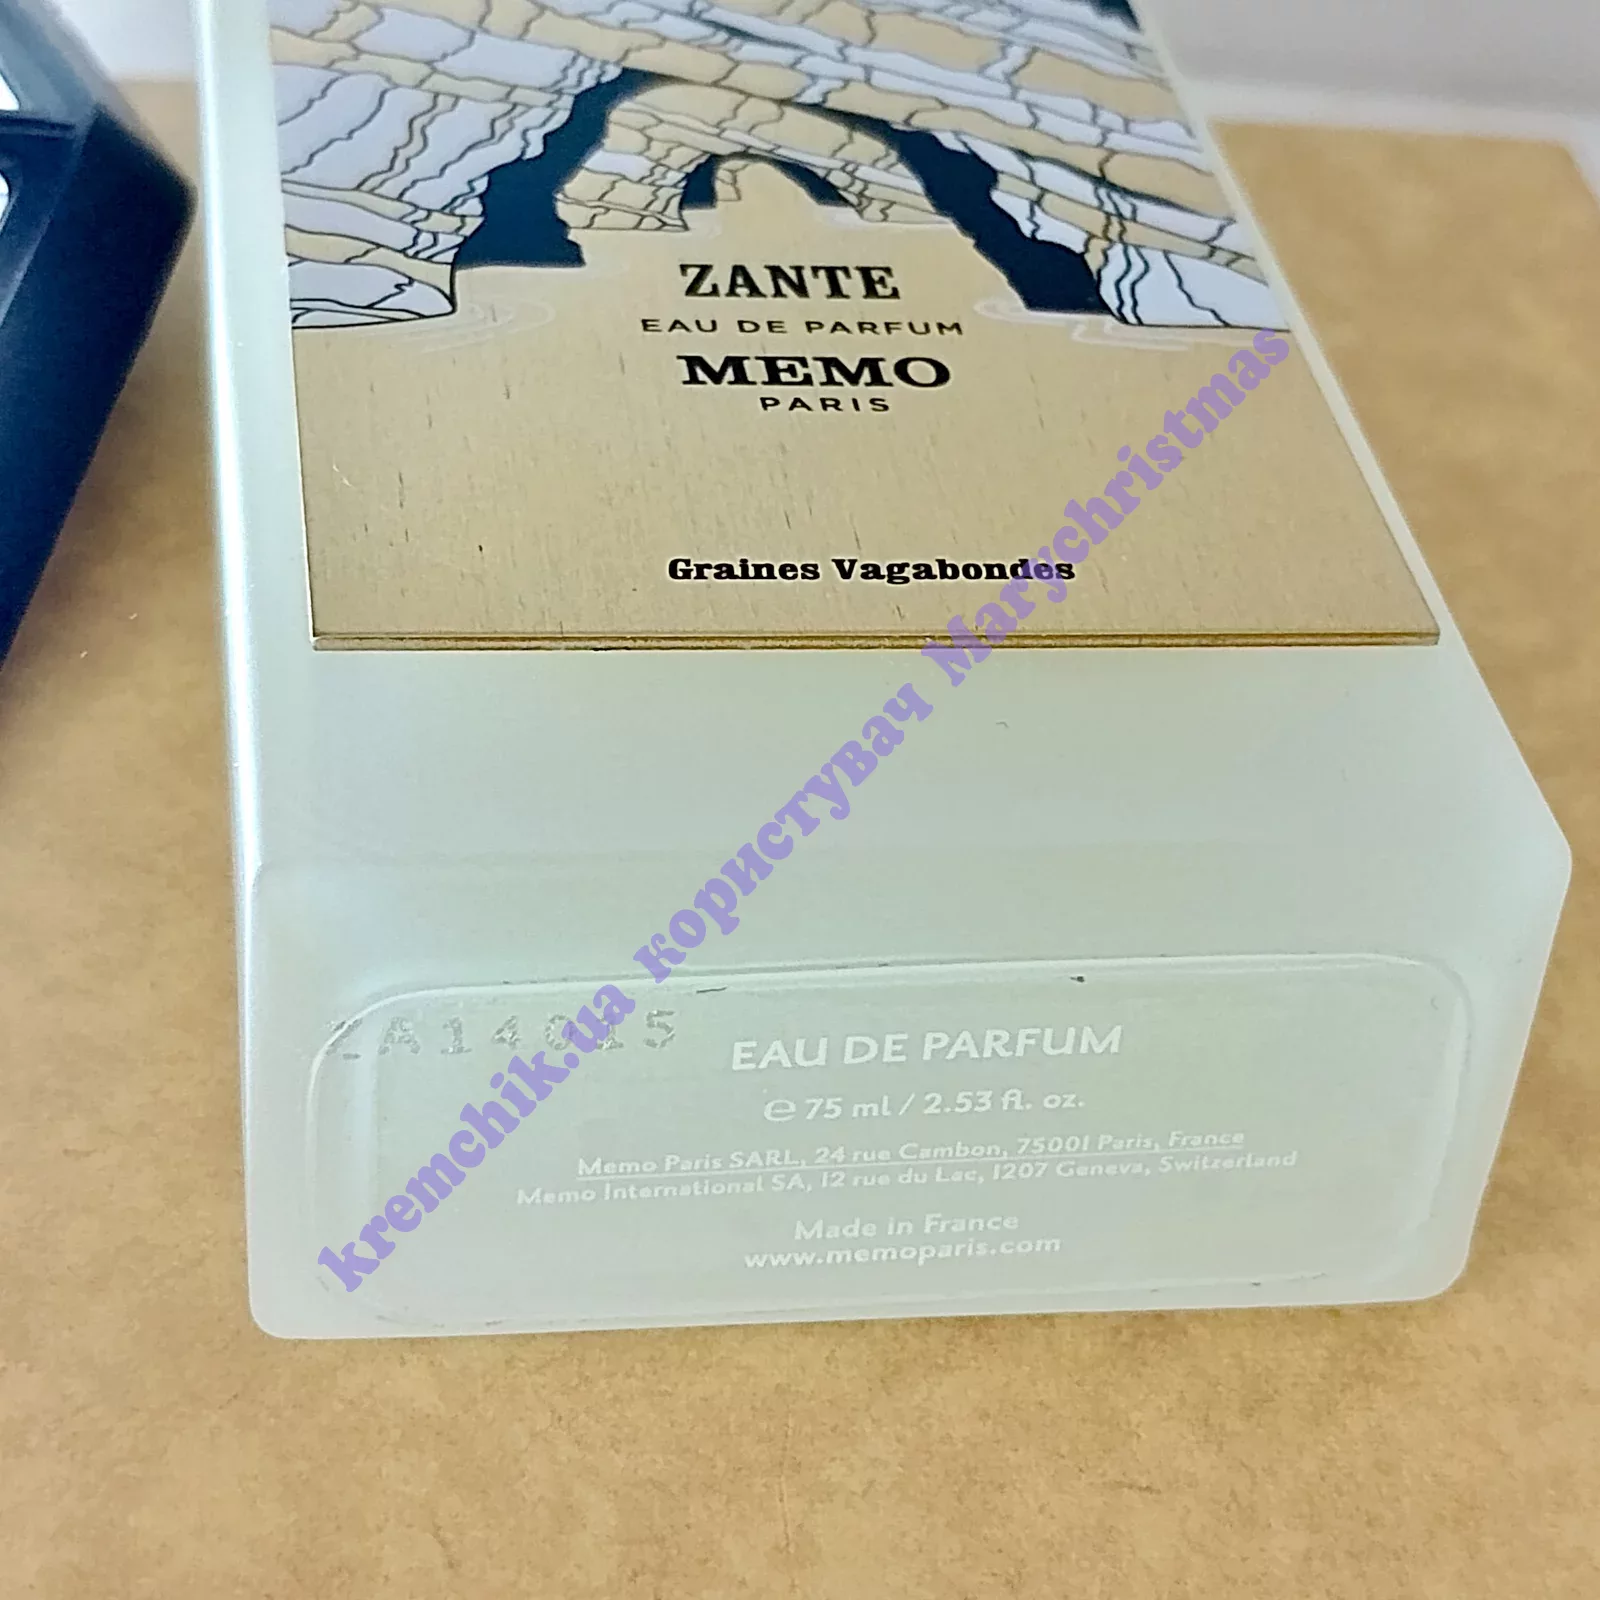 ZANTE
EAU DE PARFUM
MEMO
PARIS
Graines Vagabondes
ZA14015
EAU DE PARFUM
℮ 75 ml / 2.53 fl. oz.
Memo Paris SARL, 24 rue Cambon, 75001 Paris, France
Memo International SA, 12 rue du Lac, 1207 Geneva, Switzerland
Made in France
www.memoparis.com
kremchik.ua користувач Marychristmas